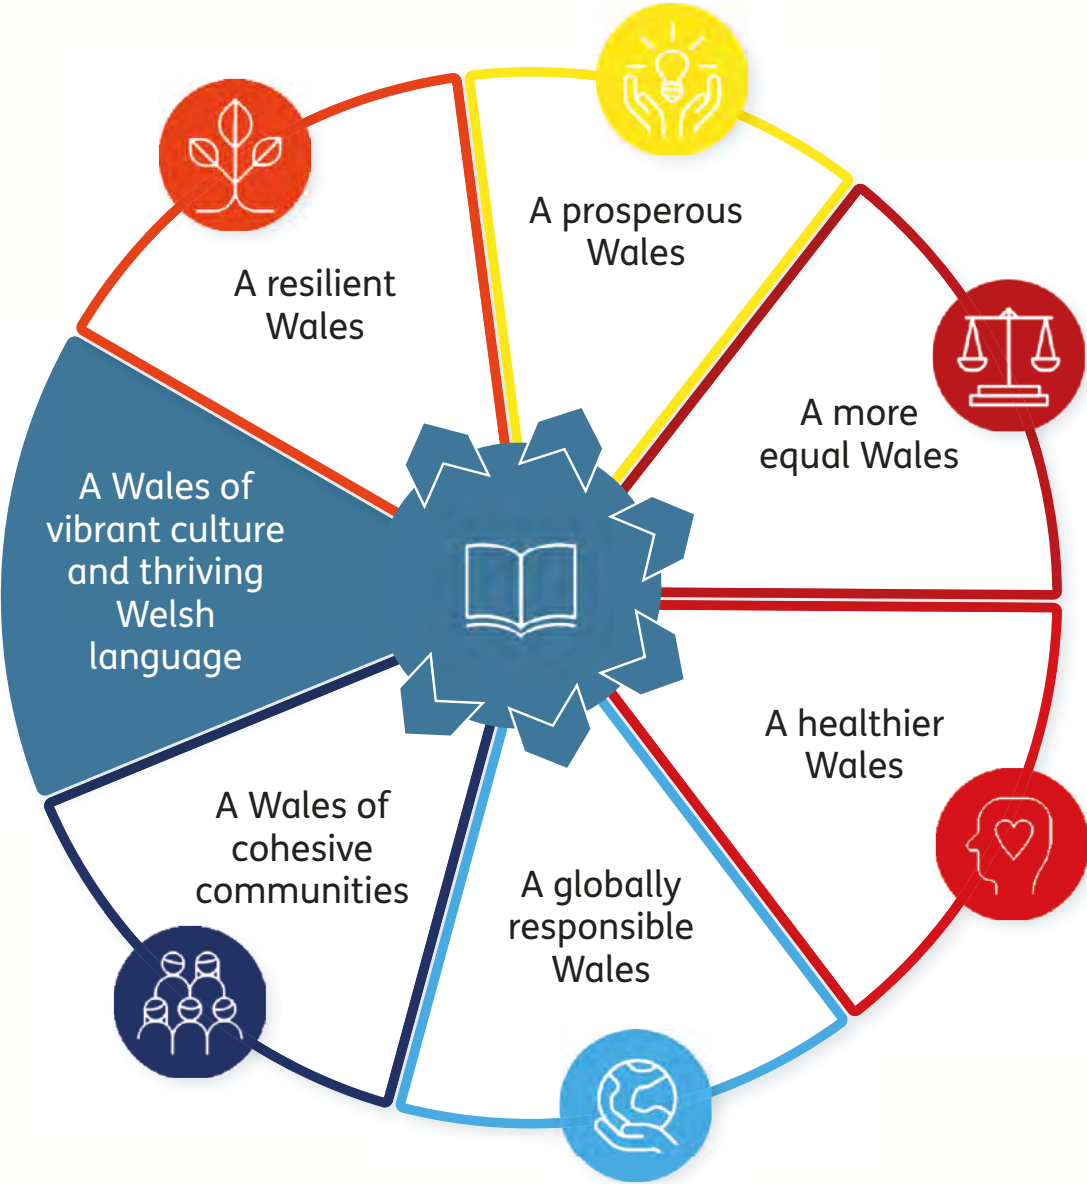 A prosperous
Wales
A more
equal Wales
A healthier
Wales
A globally
responsible
Wales
A Wales of
cohesive
communities
A Wales of
vibrant culture
and thriving
Welsh
language
A resilient
Wales